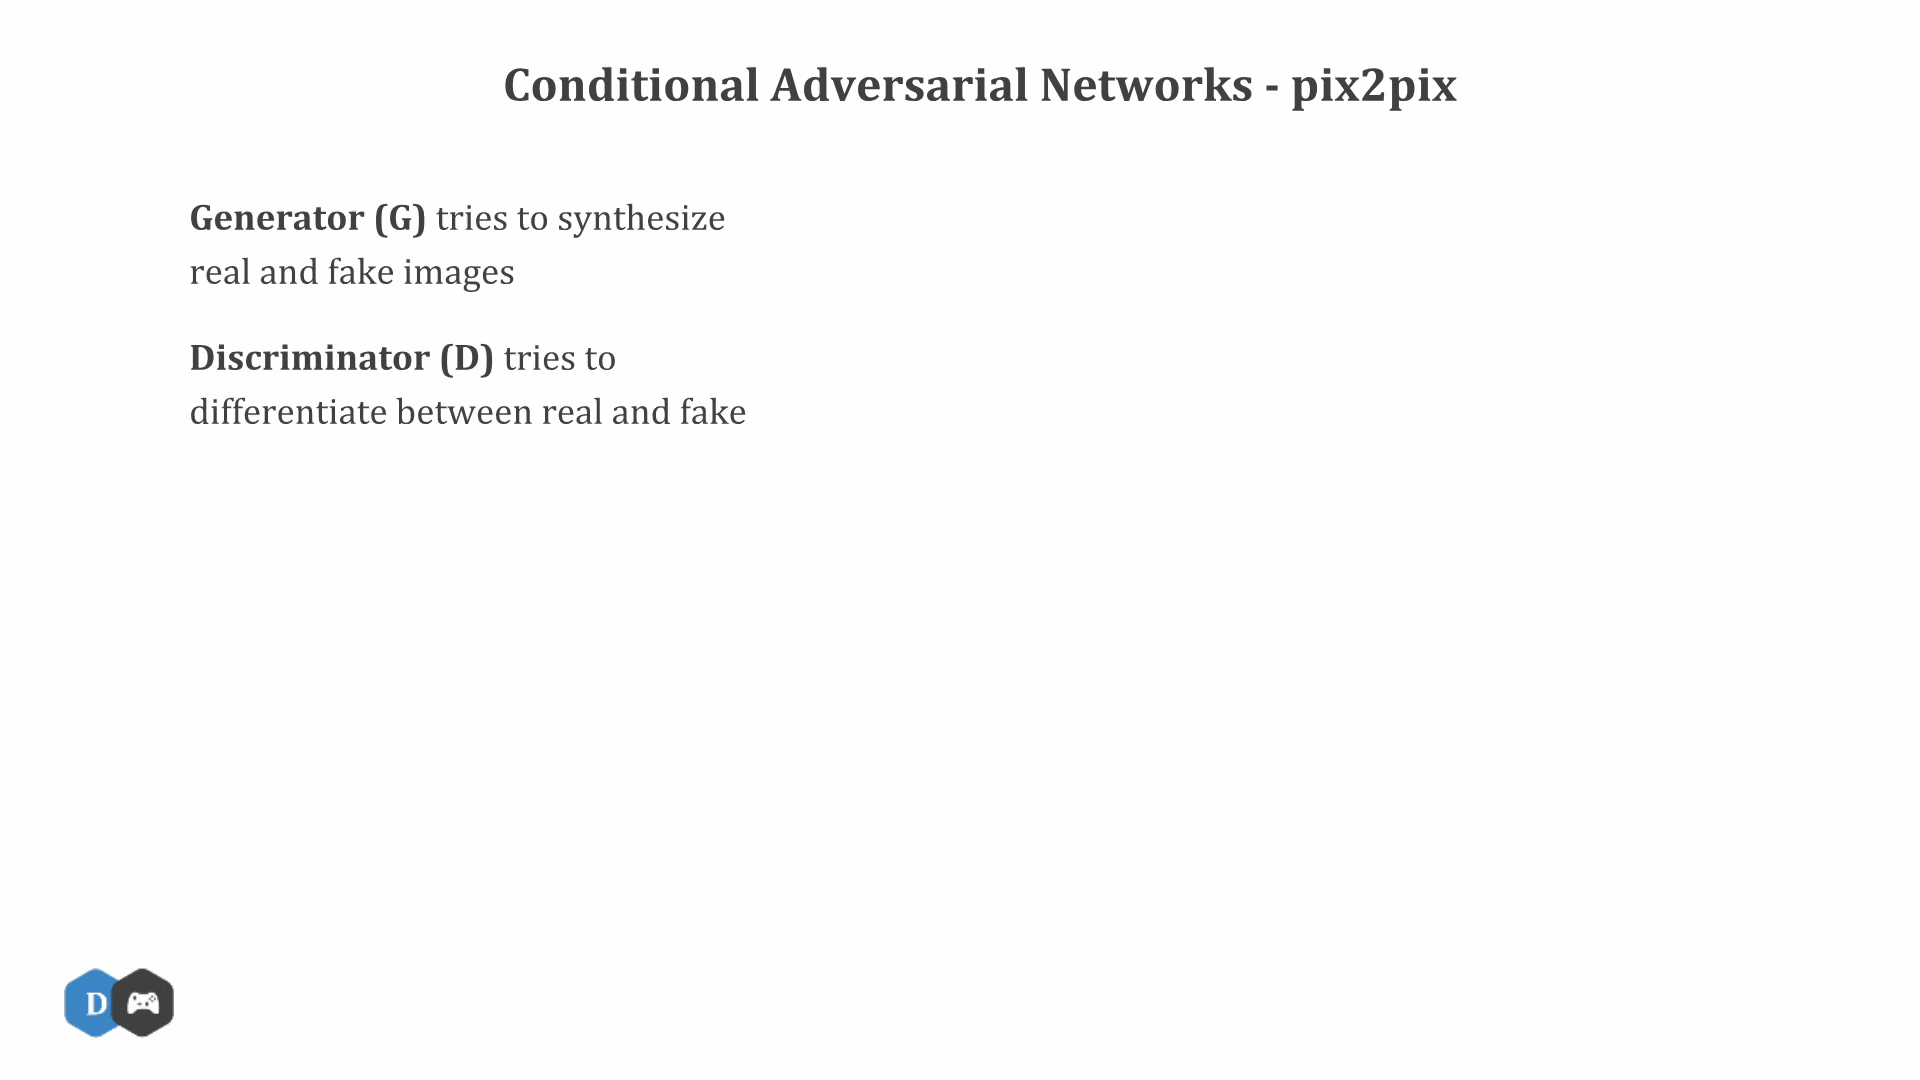 Conditional Adversarial Networks - pix2pix
Generator (G) tries to synthesize
real and fake images
Discriminator (D) tries to
differentiate between real and fake
D